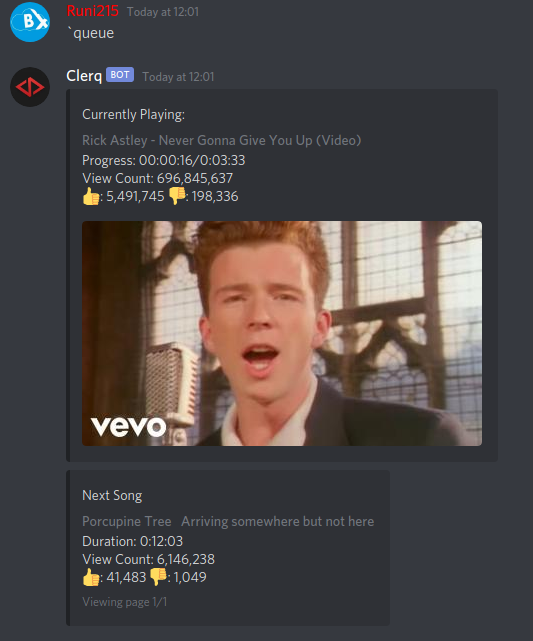 Bx
Runi215 Today at 12:01
`queue
Clerq BOT Today at 12:01
Currently Playing:
Rick Astley - Never Gonna Give You Up (Video)
Progress: 00:00:16/0:03:33
View Count: 696,845,637
👍: 5,491,745 👎: 198,336
vevo
Next Song
Porcupine Tree Arriving somewhere but not here
Duration: 0:12:03
View Count: 6,146,238
👍: 41,483 👎: 1,049
Viewing page 1/1